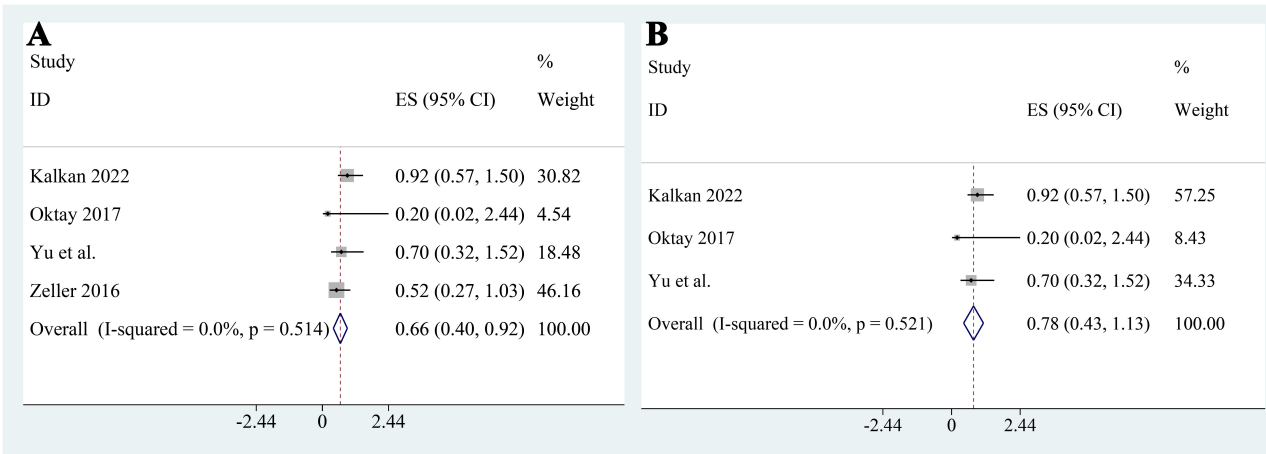 A
Study %
ID ES (95% CI) Weight
Kalkan 2022 0.92 (0.57, 1.50) 30.82
Oktay 2017 0.20 (0.02, 2.44) 4.54
Yu et al. 0.70 (0.32, 1.52) 18.48
Zeller 2016 0.52 (0.27, 1.03) 46.16
Overall (I-squared = 0.0%, p = 0.514) 0.66 (0.40, 0.92) 100.00
-2.44 0 2.44
B
Study %
ID ES (95% CI) Weight
Kalkan 2022 0.92 (0.57, 1.50) 57.25
Oktay 2017 0.20 (0.02, 2.44) 8.43
Yu et al. 0.70 (0.32, 1.52) 34.33
Overall (I-squared = 0.0%, p = 0.521) 0.78 (0.43, 1.13) 100.00
-2.44 0 2.44